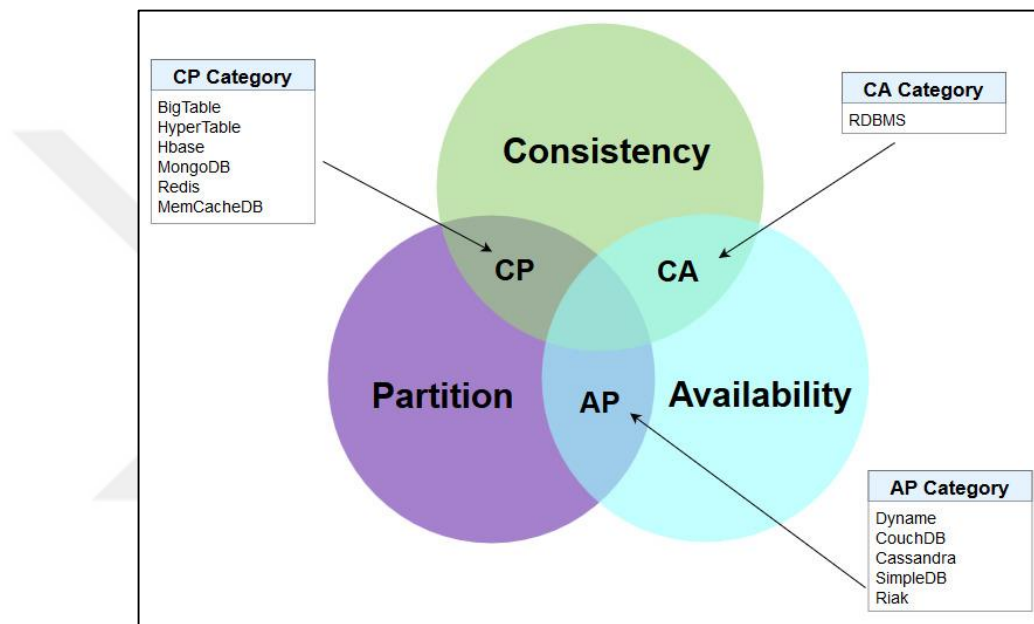 CP Category
BigTable
HyperTable
Hbase
MongoDB
Redis
MemCacheDB
CA Category
RDBMS
Consistency
CP
CA
Partition
AP
Availability
AP Category
Dyname
CouchDB
Cassandra
SimpleDB
Riak